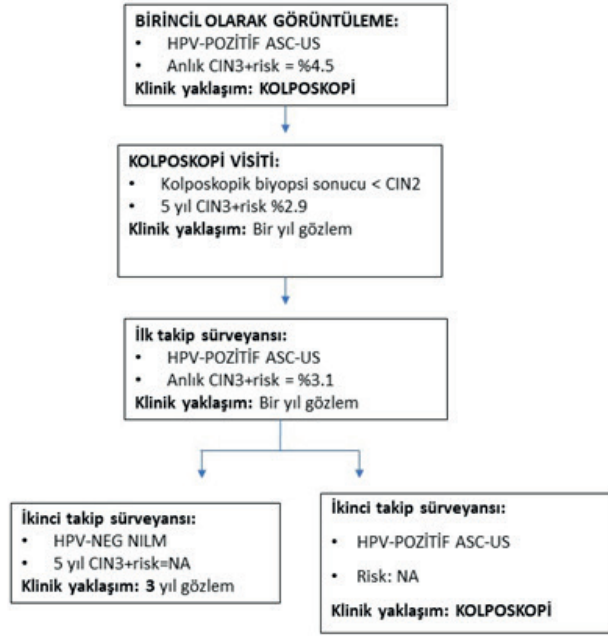 BİRİNCİL OLARAK GÖRÜNTÜLEME:
• HPV-POZİTİF ASC-US
• Anlık CIN3+risk = %4.5
Klinik yaklaşım: KOLPOSKOPİ
KOLPOSKOPİ VISİTİ:
• Kolposkopik biyopsi sonucu < CIN2
• 5 yıl CIN3+risk %2.9
Klinik yaklaşım: Bir yıl gözlem
İlk takip sürveyansı:
• HPV-POZİTİF ASC-US
• Anlık CIN3+risk = %3.1
Klinik yaklaşım: Bir yıl gözlem
İkinci takip sürveyansı:
• HPV-NEG NILM
• 5 yıl CIN3+risk=NA
Klinik yaklaşım: 3 yıl gözlem
İkinci takip sürveyansı:
• HPV-POZİTİF ASC-US
• Risk: NA
Klinik yaklaşım: KOLPOSKOPİ